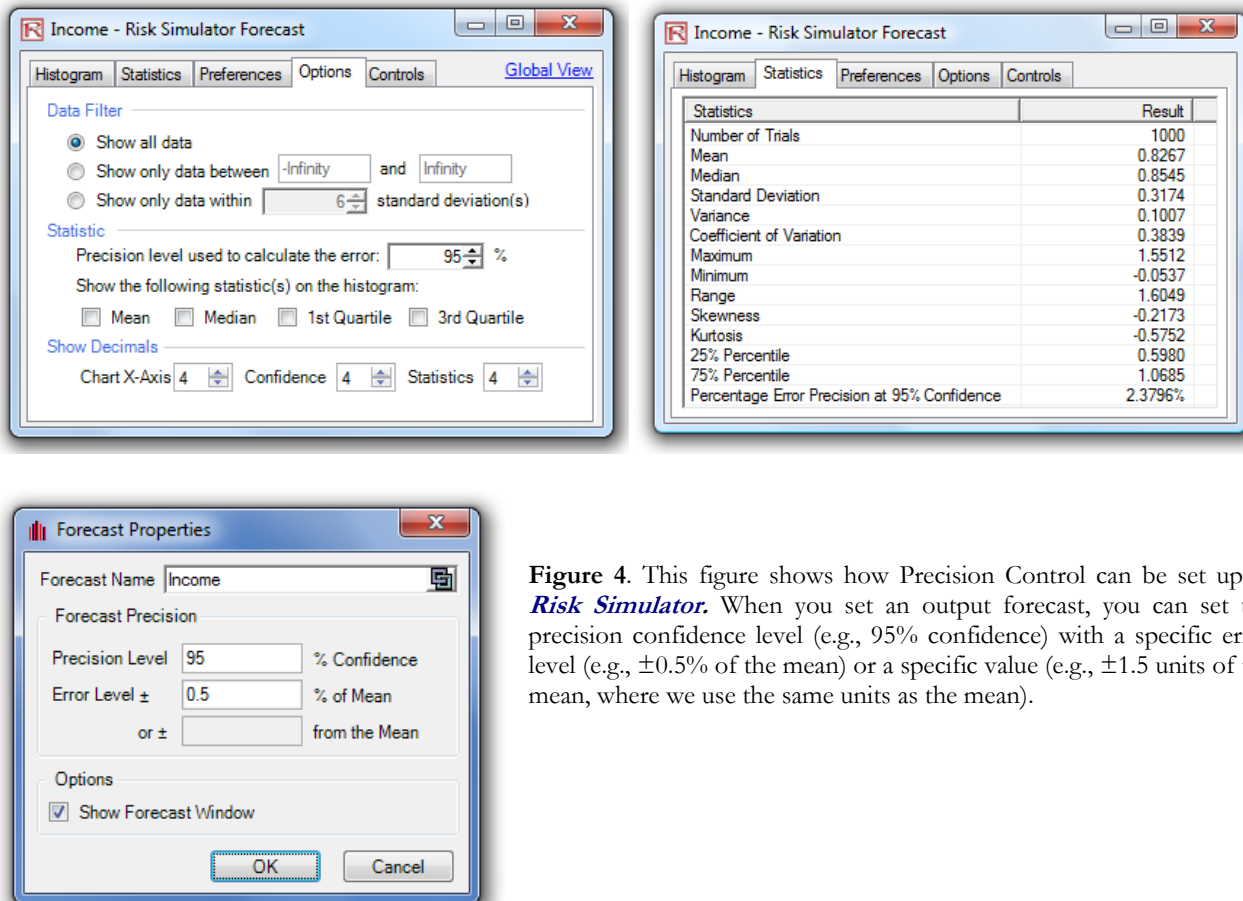 Income - Risk Simulator Forecast
Histogram Statistics Preferences Options Controls Global View
Data Filter
Show all data
Show only data between -Infinity and Infinity
Show only data within 6 standard deviation(s)
Statistic
Precision level used to calculate the error: 95 %
Show the following statistic(s) on the histogram:
Mean Median 1st Quartile 3rd Quartile
Show Decimals
Chart X-Axis 4 Confidence 4 Statistics 4
Income - Risk Simulator Forecast
Histogram Statistics Preferences Options Controls
Statistics Result
Number of Trials 1000
Mean 0.8267
Median 0.8545
Standard Deviation 0.3174
Variance 0.1007
Coefficient of Variation 0.3839
Maximum 1.5512
Minimum -0.0537
Range 1.6049
Skewness -0.2173
Kurtosis -0.5752
25% Percentile 0.5980
75% Percentile 1.0685
Percentage Error Precision at 95% Confidence 2.3796%
Forecast Properties
Forecast Name Income
Forecast Precision
Precision Level 95 % Confidence
Error Level ± 0.5 % of Mean
or ± from the Mean
Options
Show Forecast Window
OK Cancel
Figure 4. This figure shows how Precision Control can be set up
Risk Simulator. When you set an output forecast, you can set
precision confidence level (e.g., 95% confidence) with a specific
level (e.g., ±0.5% of the mean) or a specific value (e.g., ±1.5 units of
mean, where we use the same units as the mean).